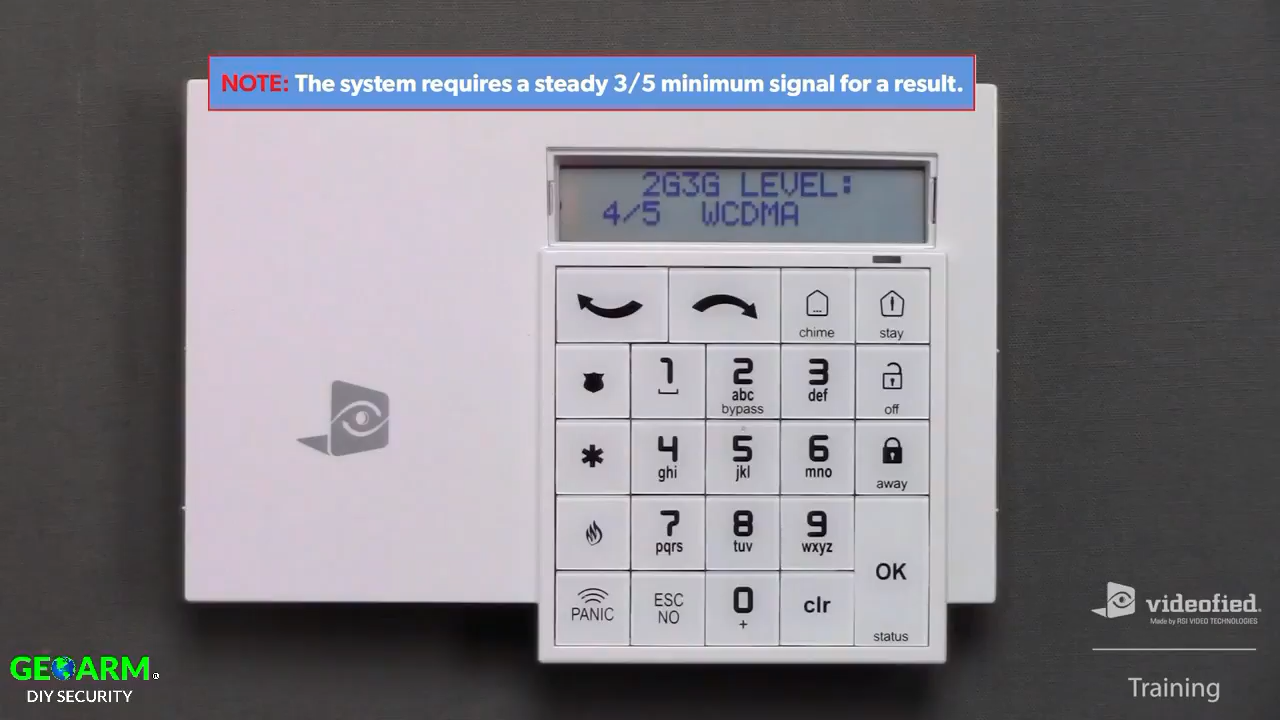 NOTE: The system requires a steady 3/5 minimum signal for a result.
2G3G LEVEL:
4/5 WCDMA
chime
stay
1
2
abc
bypass
3
def
off
*
4
ghi
5
jkl
6
mno
away
7
pqrs
8
tuv
9
wxyz
OK
status
PANIC
ESC
NO
0
+
clr
videofied.
Made by RSI VIDEO TECHNOLOGIES
Training
GEOARM®
DIY SECURITY